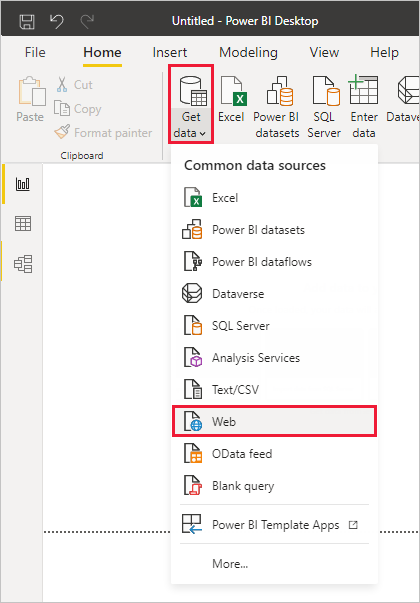 Untitled - Power BI Desktop
File Home Insert Modeling View Help
Paste
Cut
Copy
Format painter
Clipboard
Get data
Excel
Power BI datasets
SQL Server
Enter data
Common data sources
Excel
Power BI datasets
Power BI dataflows
Dataverse
SQL Server
Analysis Services
Text/CSV
Web
OData feed
Blank query
Power BI Template Apps
More...